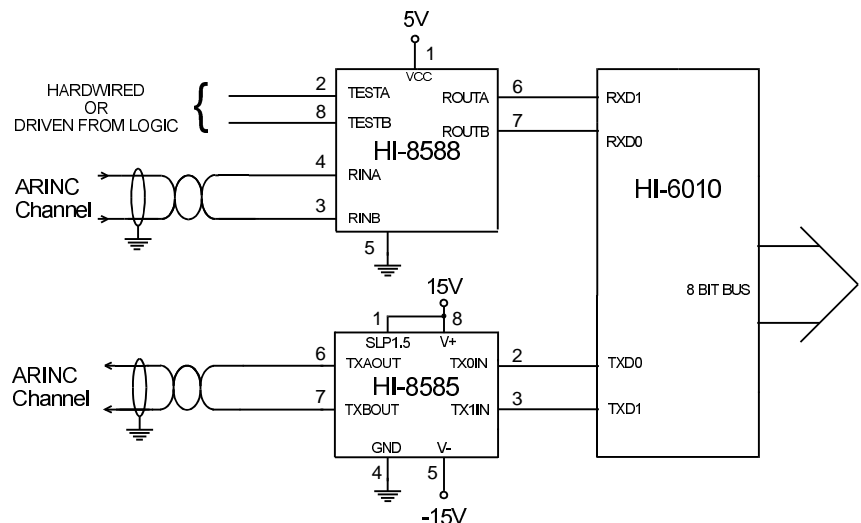 5V
1
VCC
HARDWIRED
OR
DRIVEN FROM LOGIC
{
2
TESTA
8
TESTB
ROUTA
6
ROUTB
7
RXD1
RXD0
HI-8588
HI-6010
ARINC
Channel
4
RINA
3
RINB
5
8 BIT BUS
15V
1
8
SLP1.5
V+
ARINC
Channel
6
TXAOUT
7
TXBOUT
TX0IN
2
TX1IN
3
TXD0
TXD1
HI-8585
GND
V-
4
5
-15V